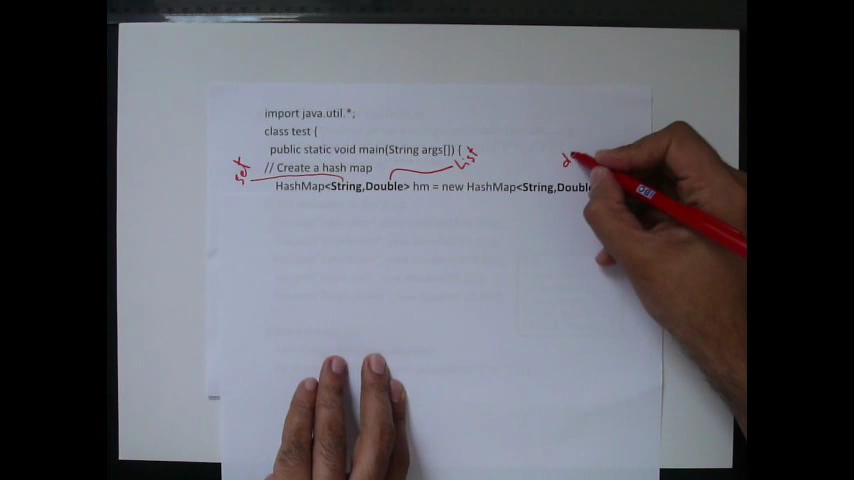 import java.util.*;
class test {
public static void main(String args[]) {
set
// Create a hash map
List
HashMap<String,Double> hm = new HashMap<String,Double
OBI